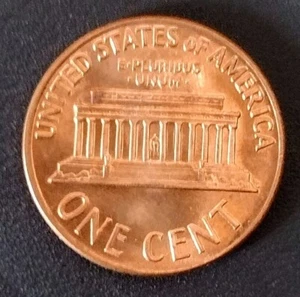 UNITED STATES OF AMERICA
E·PLURIBUS
·UNUM·
ONE CENT